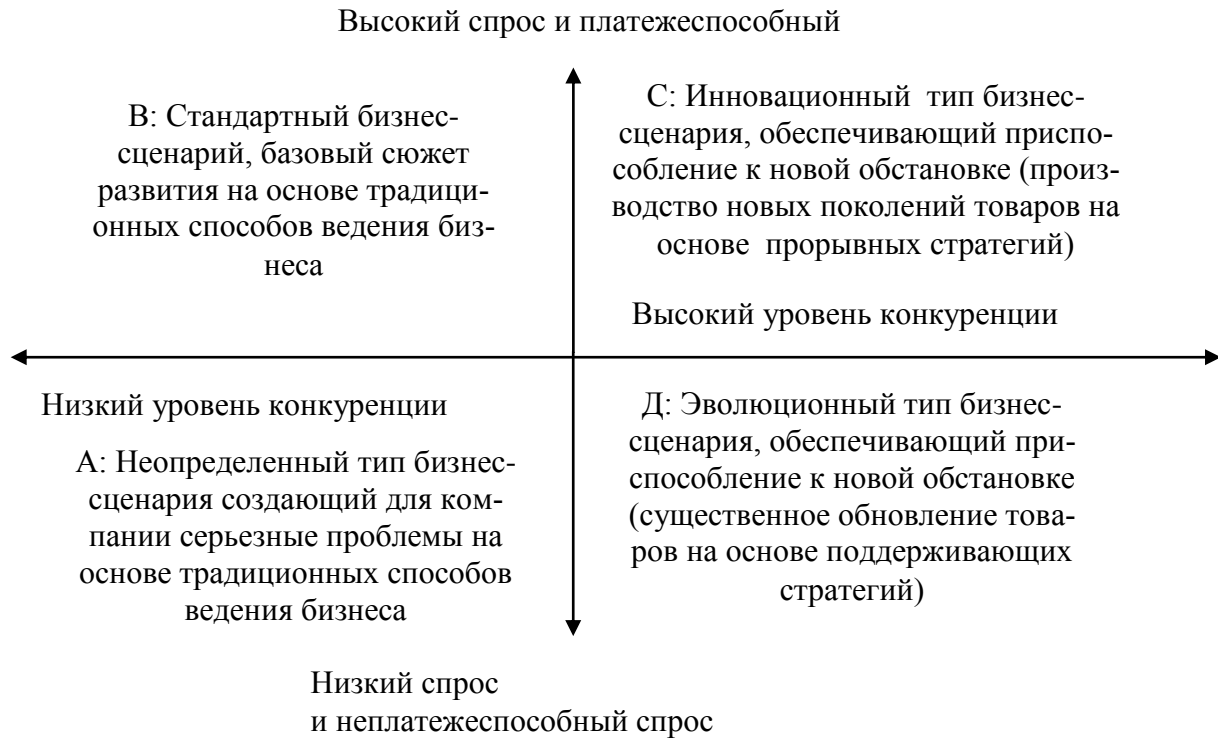 Высокий спрос и платежеспособный
В: Стандартный бизнес-
сценарий, базовый сюжет
развития на основе традици-
онных способов ведения биз-
неса
С: Инновационный тип бизнес-
сценария, обеспечивающий приспо-
собление к новой обстановке (произ-
водство новых поколений товаров на
основе прорывных стратегий)
Высокий уровень конкуренции
Низкий уровень конкуренции
А: Неопределенный тип бизнес-
сценария создающий для ком-
пании серьезные проблемы на
основе традиционных способов
ведения бизнеса
Д: Эволюционный тип бизнес-
сценария, обеспечивающий при-
способление к новой обстановке
(существенное обновление това-
ров на основе поддерживающих
стратегий)
Низкий спрос
и неплатежеспособный спрос